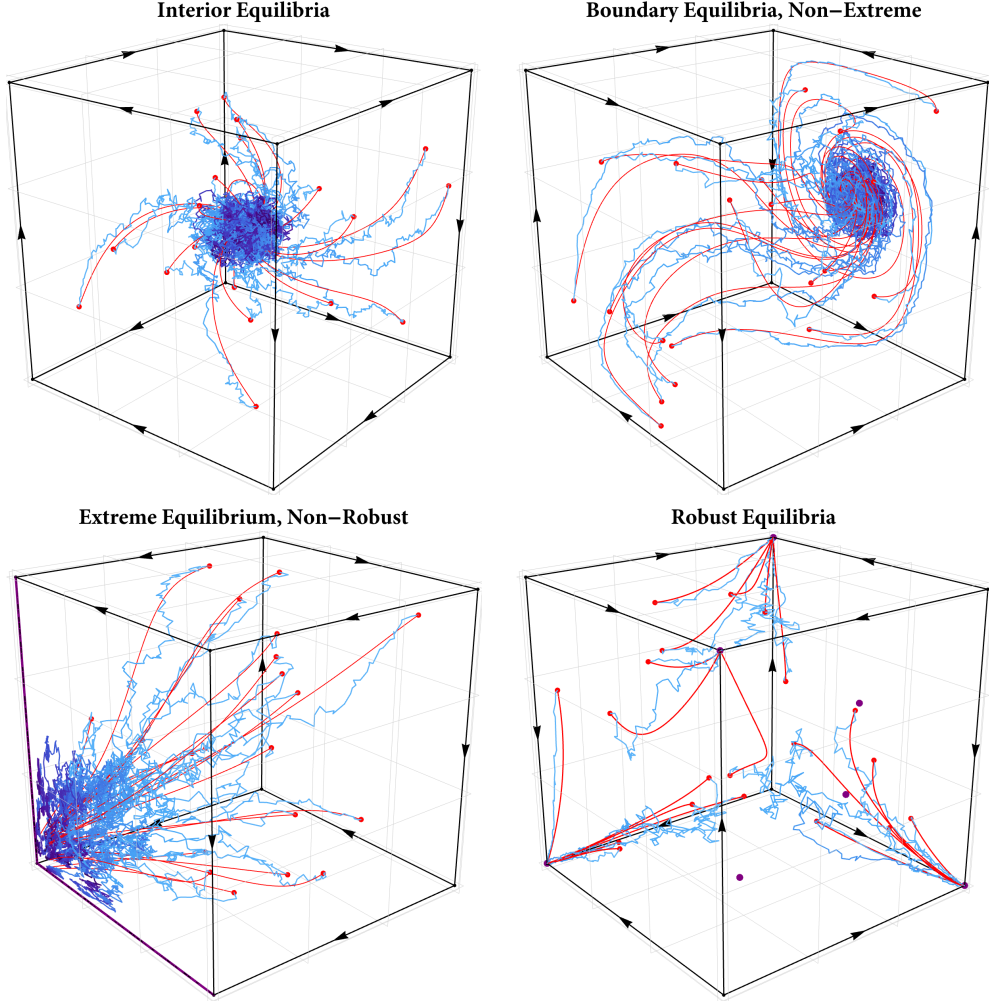 Interior Equilibria
Boundary Equilibria, Non−Extreme
Extreme Equilibrium, Non−Robust
Robust Equilibria